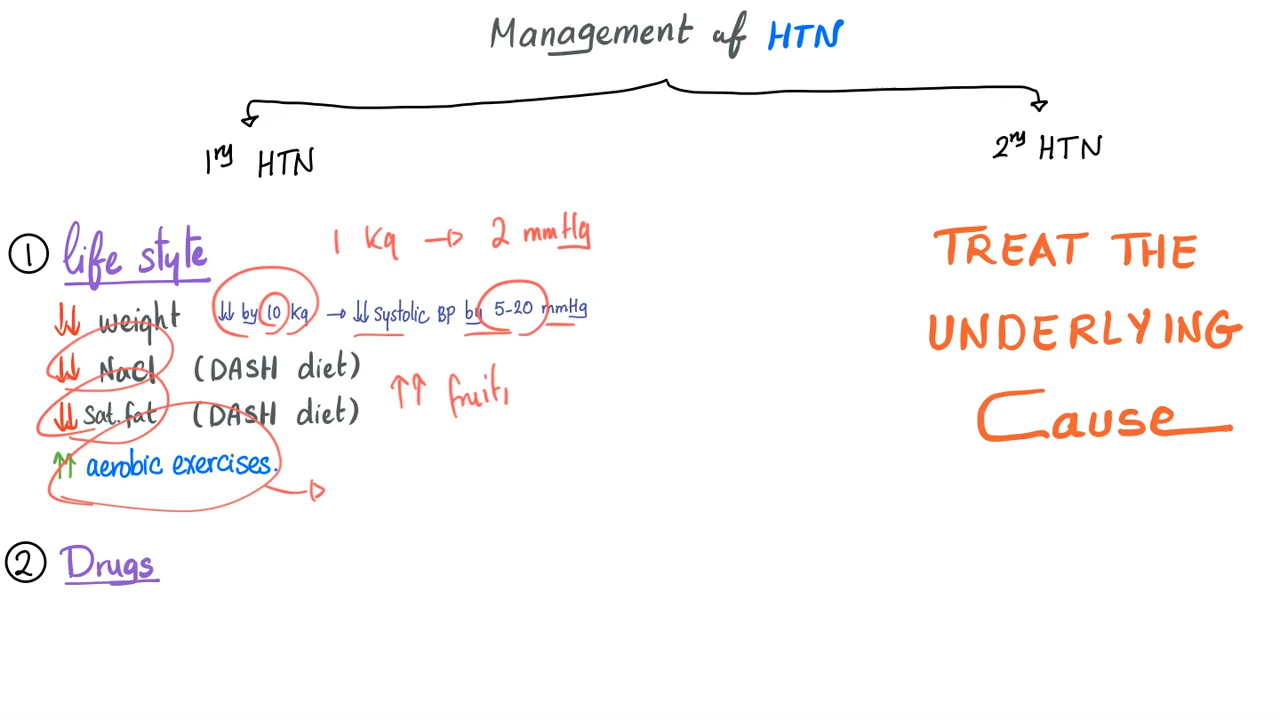 Management of HTN
1ry HTN
2ry HTN
① life style
1 Kg → 2 mmHg
↓↓ weight ↓↓ by 10 Kg → ↓↓ Systolic BP by 5-20 mmHg
↓↓ NaCl (DASH diet)
↑↑ fruit,
↓↓ Sat. fat (DASH diet)
↑↑ aerobic exercises.
② Drugs
TREAT THE
UNDERLYING
Cause